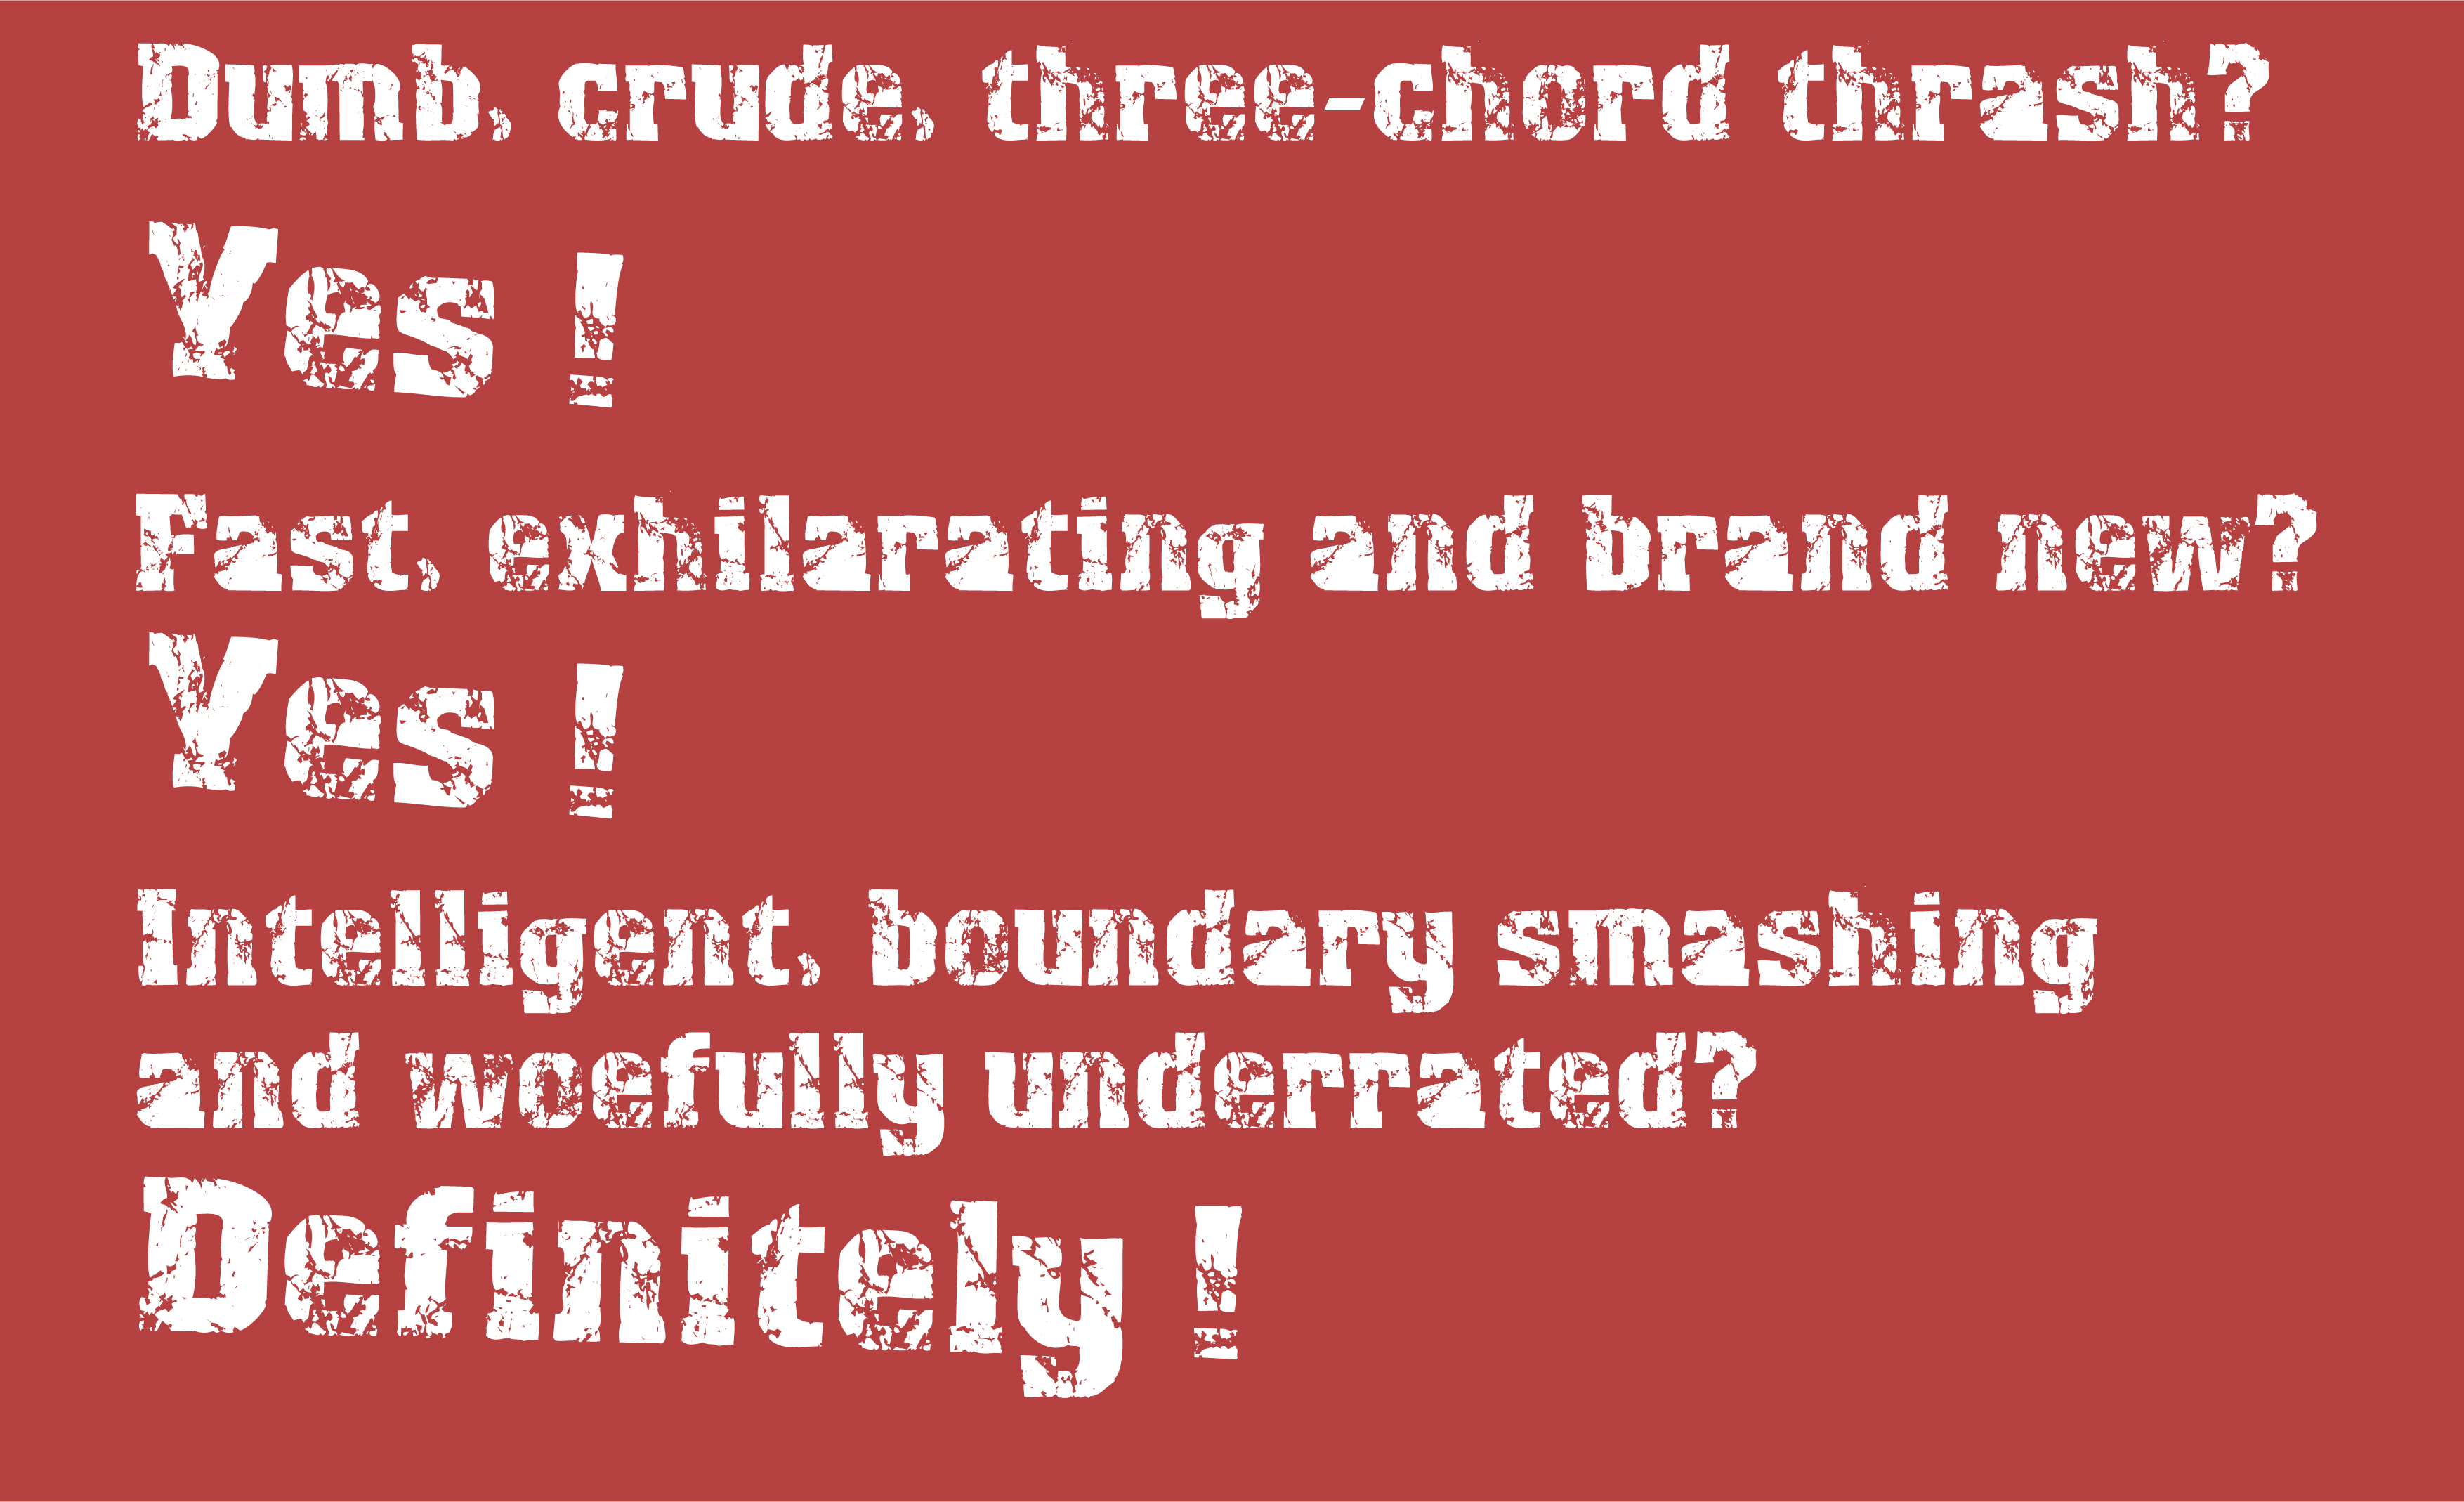 Dumb, crude, three-chord thrash?
Yes !
Fast, exhilarating and brand new?
Yes !
Intelligent, boundary smashing
and woefully underrated?
Definitely !